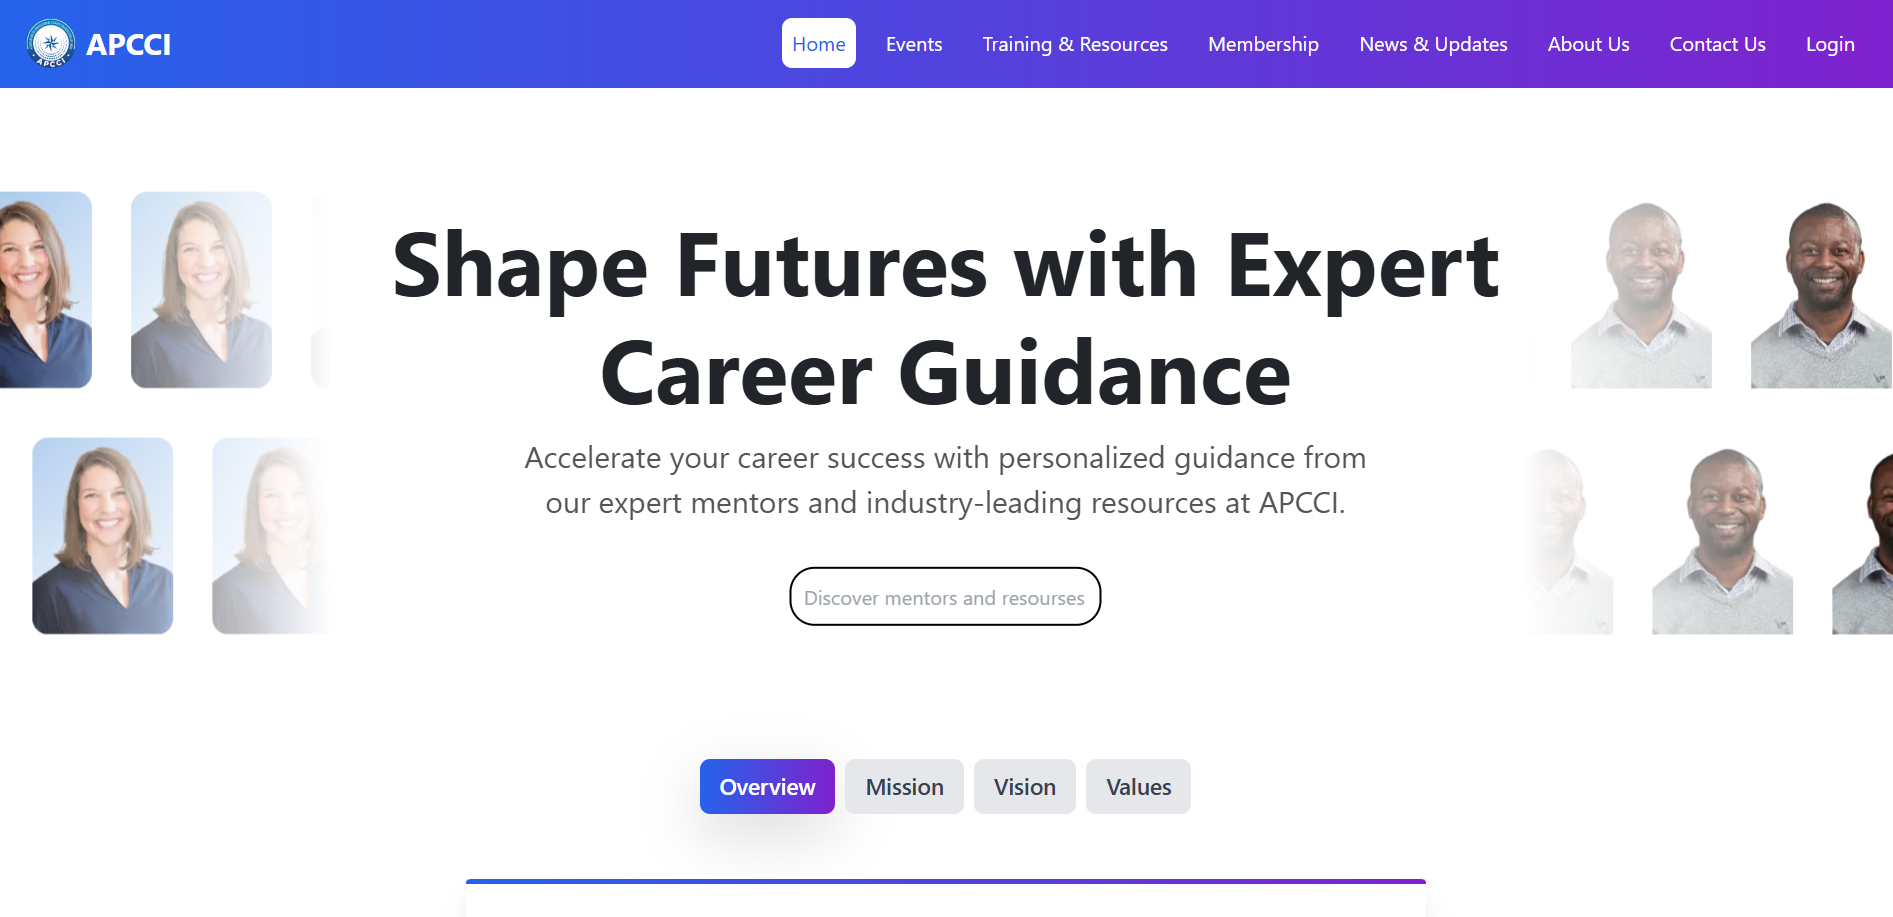 APCCI
APCCI
Home
Events
Training & Resources
Membership
News & Updates
About Us
Contact Us
Login
Shape Futures with Expert
Career Guidance
Accelerate your career success with personalized guidance from
our expert mentors and industry-leading resources at APCCI.
Discover mentors and resourses
Overview
Mission
Vision
Values